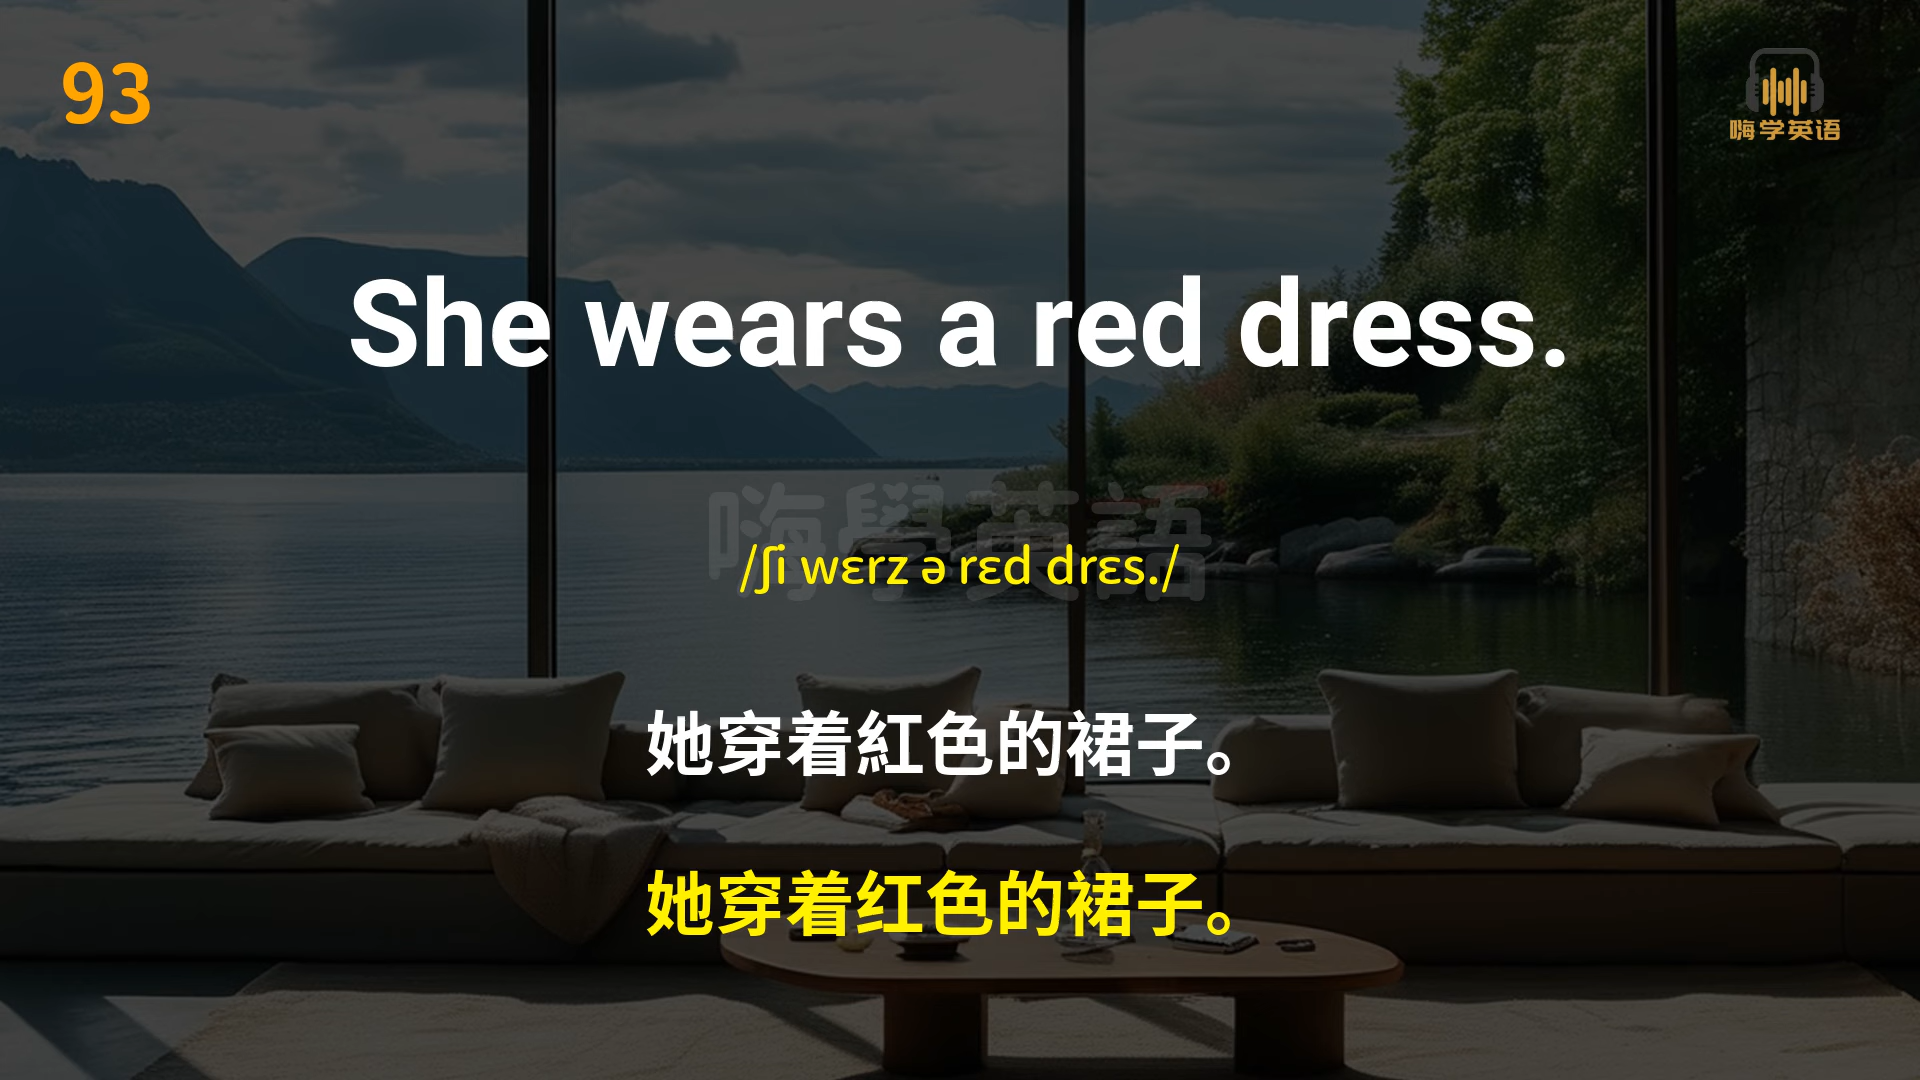 93
嗨学英语
She wears a red dress.
嗨學英語
/ʃi wɛrz ə rɛd drɛs./
她穿着紅色的裙子。
她穿着红色的裙子。